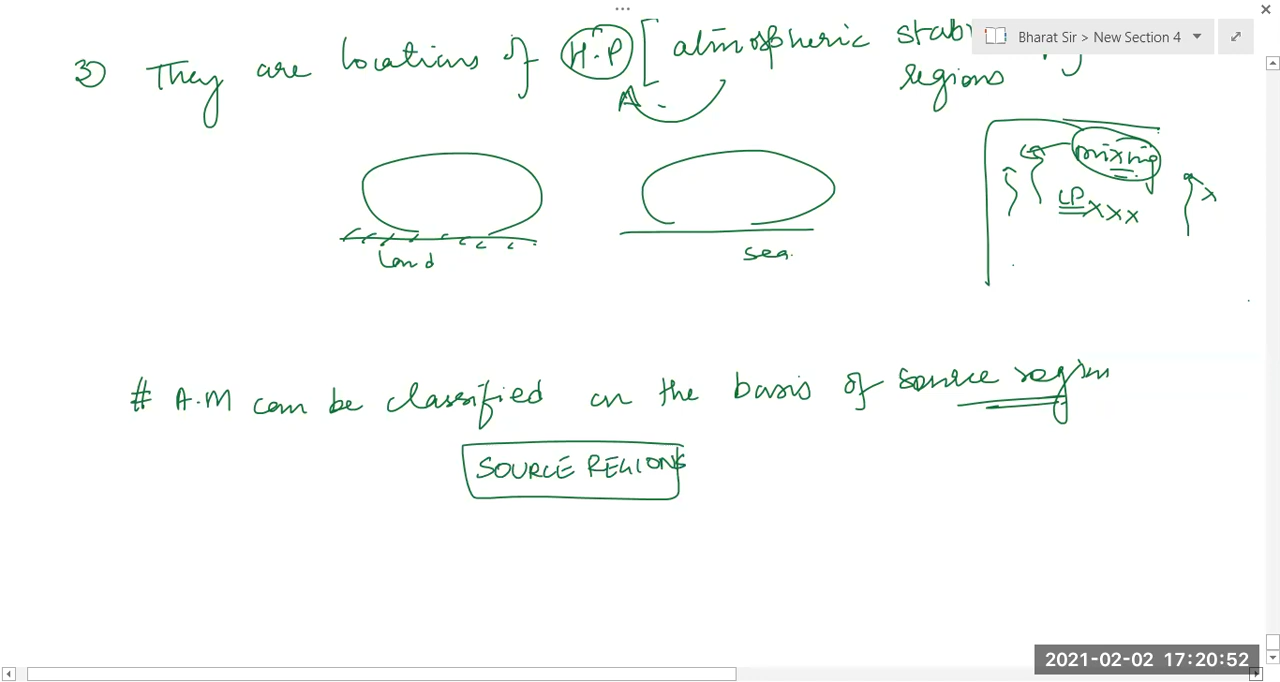 Bharat Sir > New Section 4
3) They are locations of H.P [ atmospheric
regions
A.
mixing
LP xxx
x
land
sea.
# A.M can be classified on the basis of source region
SOURCE REGIONS
2021-02-02 17:20:52